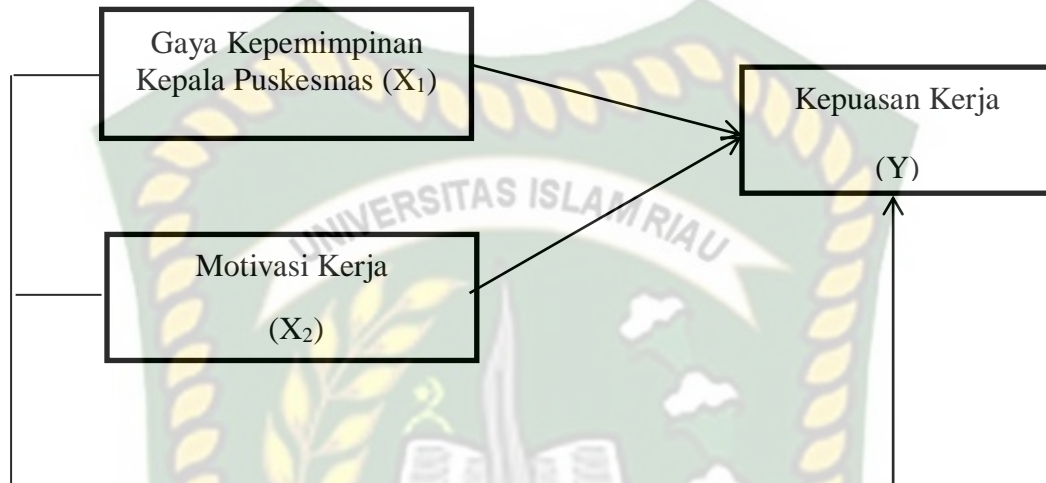 Gaya Kepemimpinan
Kepala Puskesmas (X₁)
Kepuasan Kerja
(Y)
UNIVERSITAS ISLAM RIAU
Motivasi Kerja
(X₂)